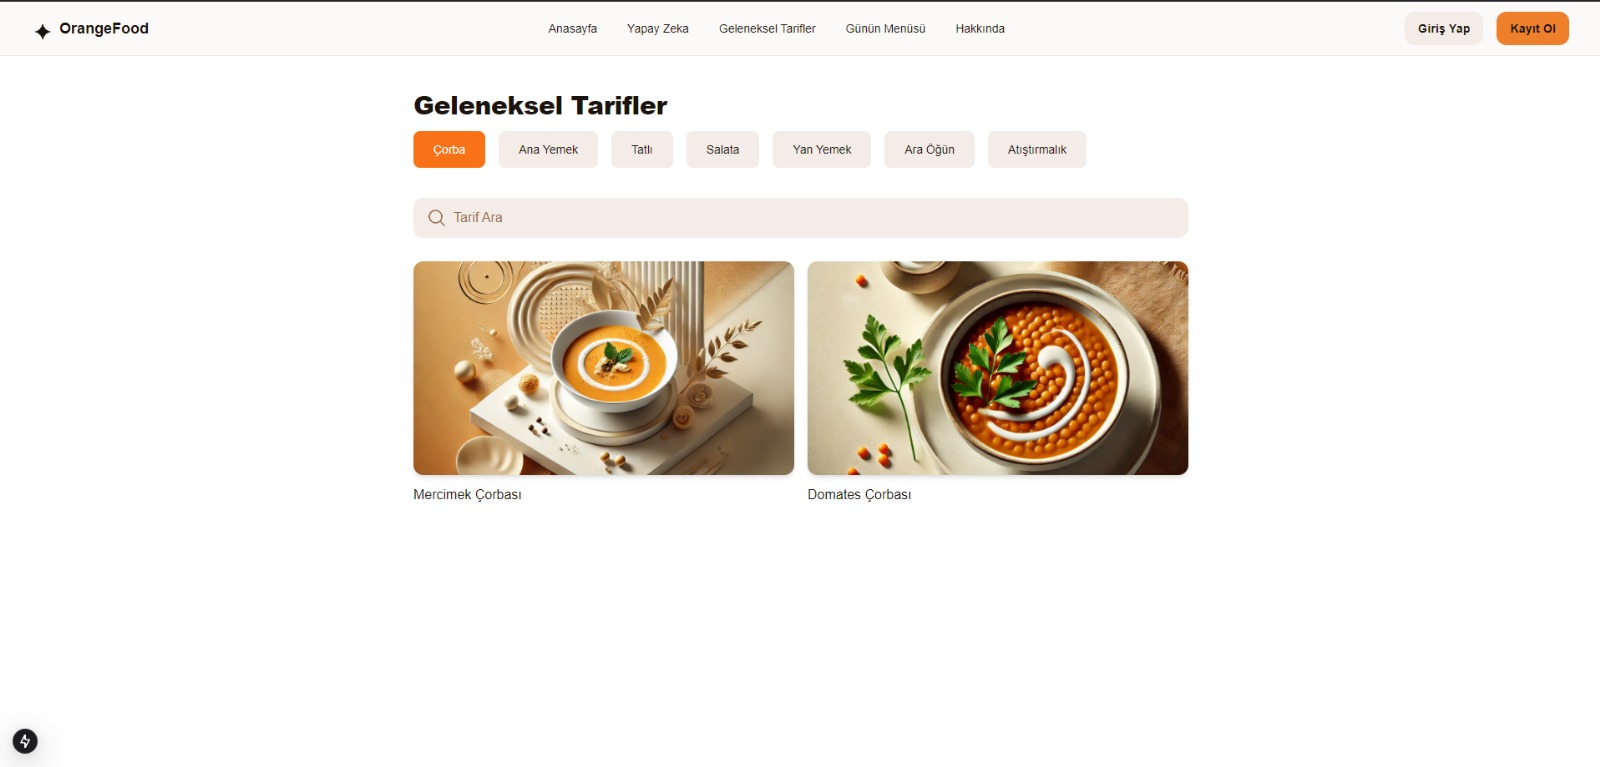 OrangeFood
Anasayfa Yapay Zeka Geleneksel Tarifler Günün Menüsü Hakkında
Giriş Yap Kayıt Ol
Geleneksel Tarifler
Çorba Ana Yemek Tatlı Salata Yan Yemek Ara Öğün Atıştırmalık
Tarif Ara
Mercimek Çorbası Domates Çorbası